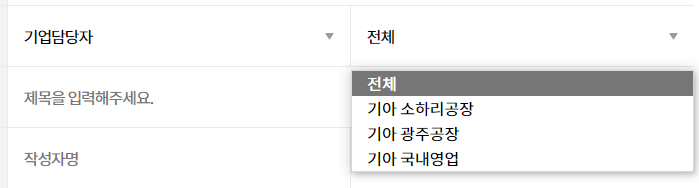 기업담당자
전체
제목을 입력해주세요.
전체
기아 소하리공장
기아 광주공장
기아 국내영업
작성자명